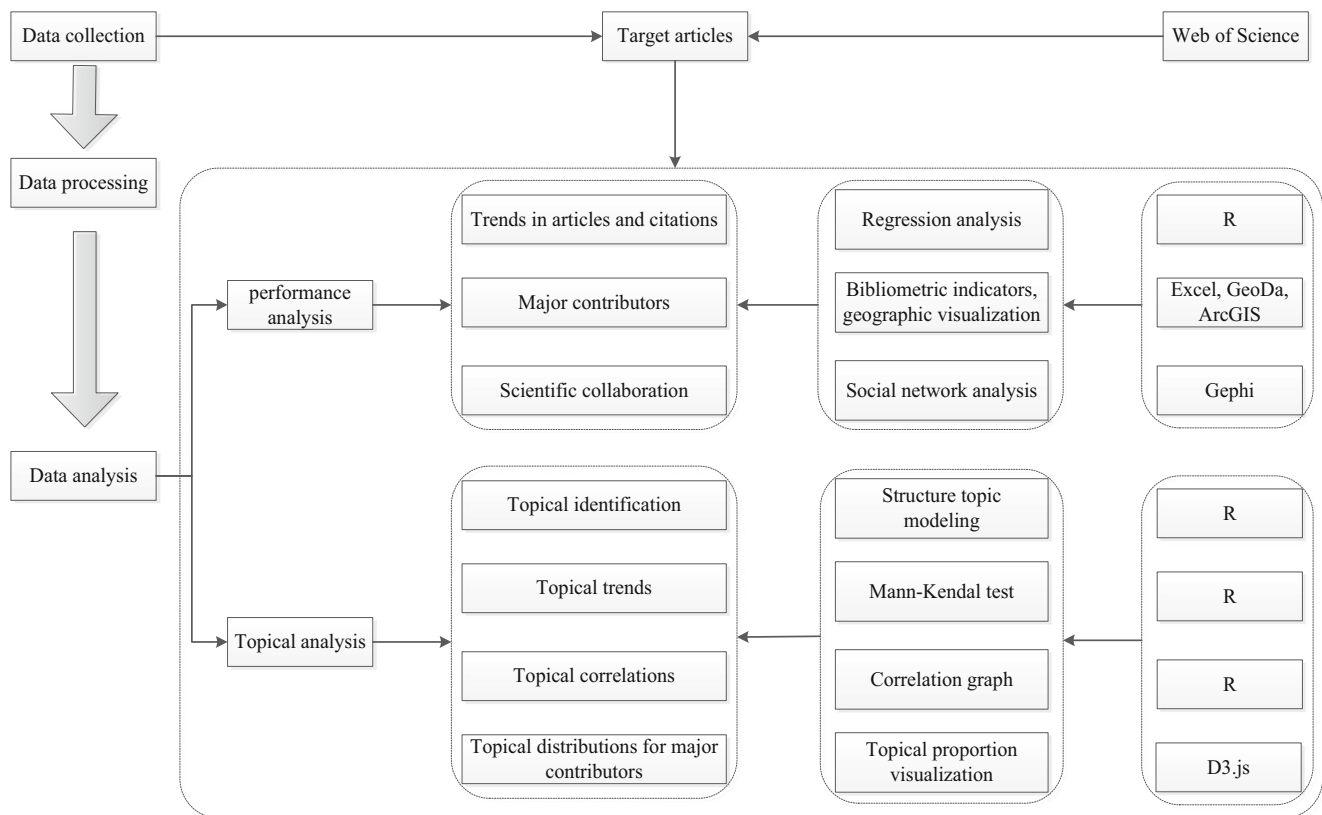 Data collection
Target articles
Web of Science
Data processing
Trends in articles and citations
Regression analysis
R
performance
analysis
Major contributors
Bibliometric indicators,
geographic visualization
Excel, GeoDa,
ArcGIS
Scientific collaboration
Social network analysis
Gephi
Data analysis
Topical identification
Structure topic
modeling
R
Topical trends
Mann-Kendal test
R
Topical analysis
Topical correlations
Correlation graph
R
Topical distributions for major
contributors
Topical proportion
visualization
D3.js